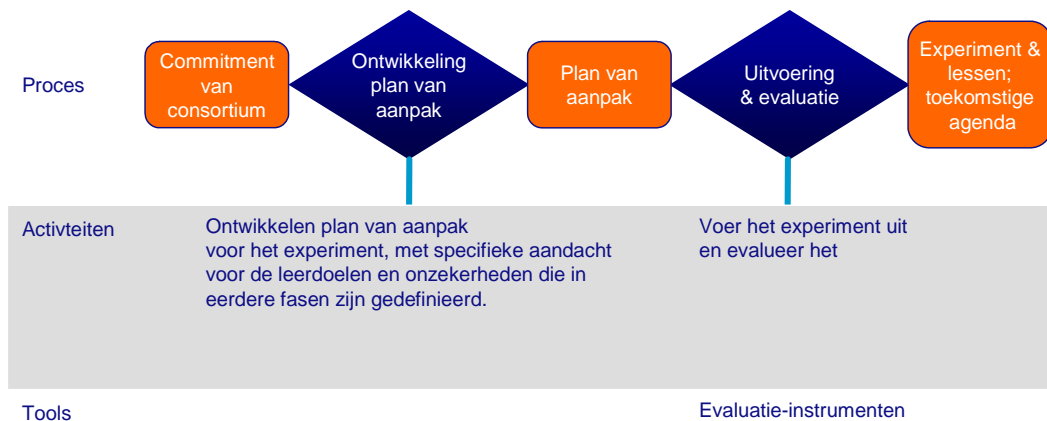 Proces
Commitment
van
consortium
Ontwikkeling
plan van
aanpak
Plan van
aanpak
Uitvoering
& evaluatie
Experiment &
lessen;
toekomstige
agenda
Activteiten
Ontwikkelen plan van aanpak
voor het experiment, met specifieke aandacht
voor de leerdoelen en onzekerheden die in
eerdere fasen zijn gedefinieerd.
Voer het experiment uit
en evalueer het
Tools
Evaluatie-instrumenten